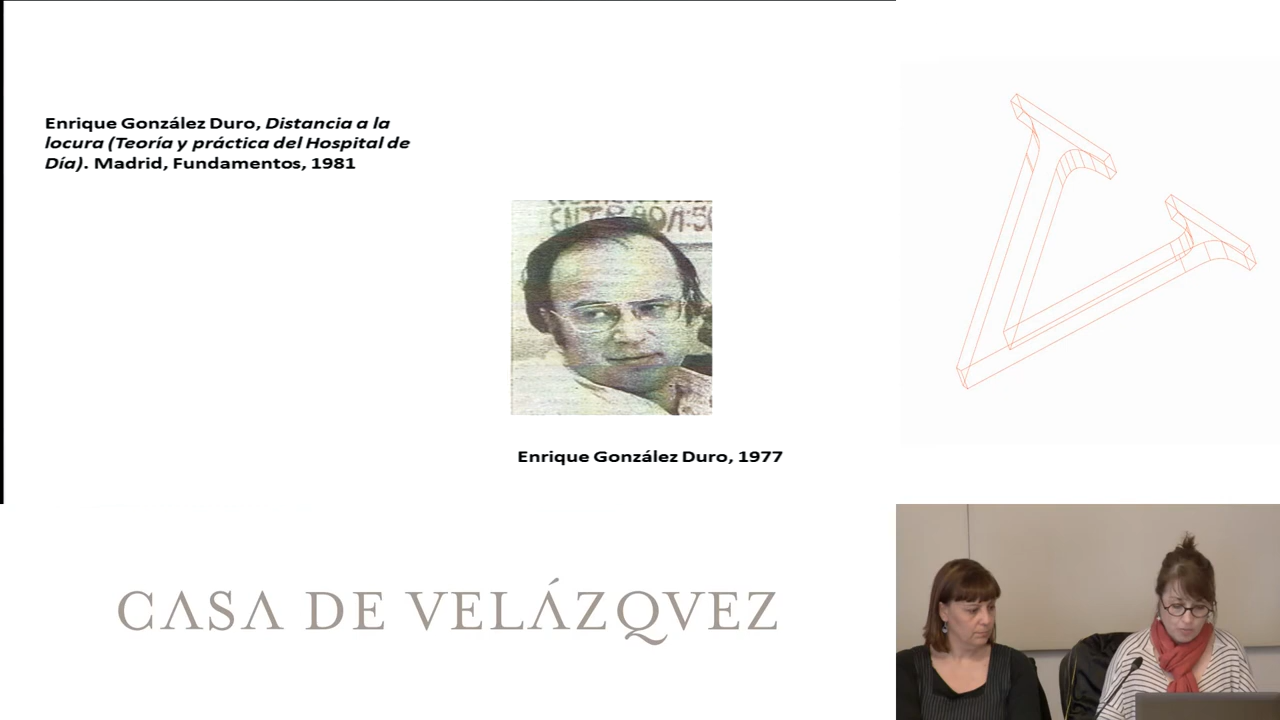 Enrique González Duro, Distancia a la
locura (Teoría y práctica del Hospital de
Día). Madrid, Fundamentos, 1981
Enrique González Duro, 1977
CASA DE VELÁZQVEZ